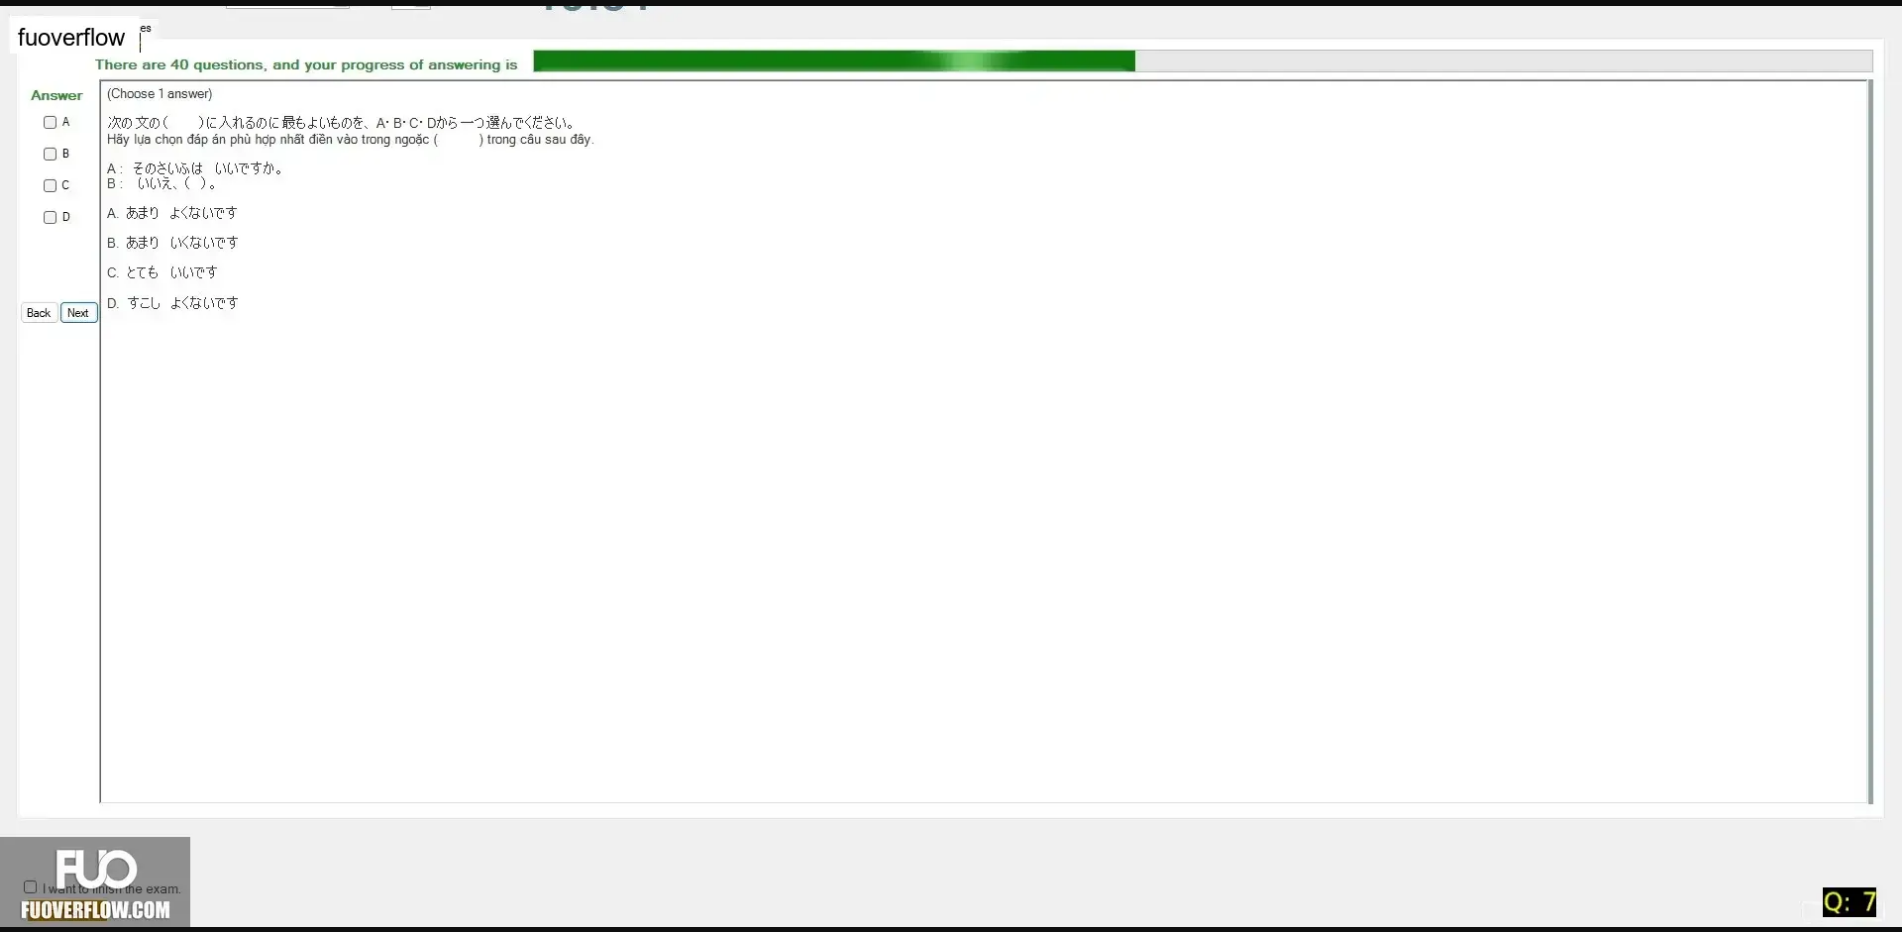 fuoverflow
es
There are 40 questions, and your progress of answering is
Answer
(Choose 1 answer)
A
B
C
D
次の文の(　　)に入れるのに最もよいものを、A・B・C・Dから一つ選んでください。
Hãy lựa chọn đáp án phù hợp nhất điền vào trong ngoặc (　　) trong câu sau đây.
A :　そのさいふは　いいですか。
B :　いいえ、(　)。
A. あまり　よくないです
B. あまり　いくないです
C. とても　いいです
D. すこし　よくないです
Back Next
FUO
I want to finish the exam.
FUOVERFLOW.COM
Q: 7